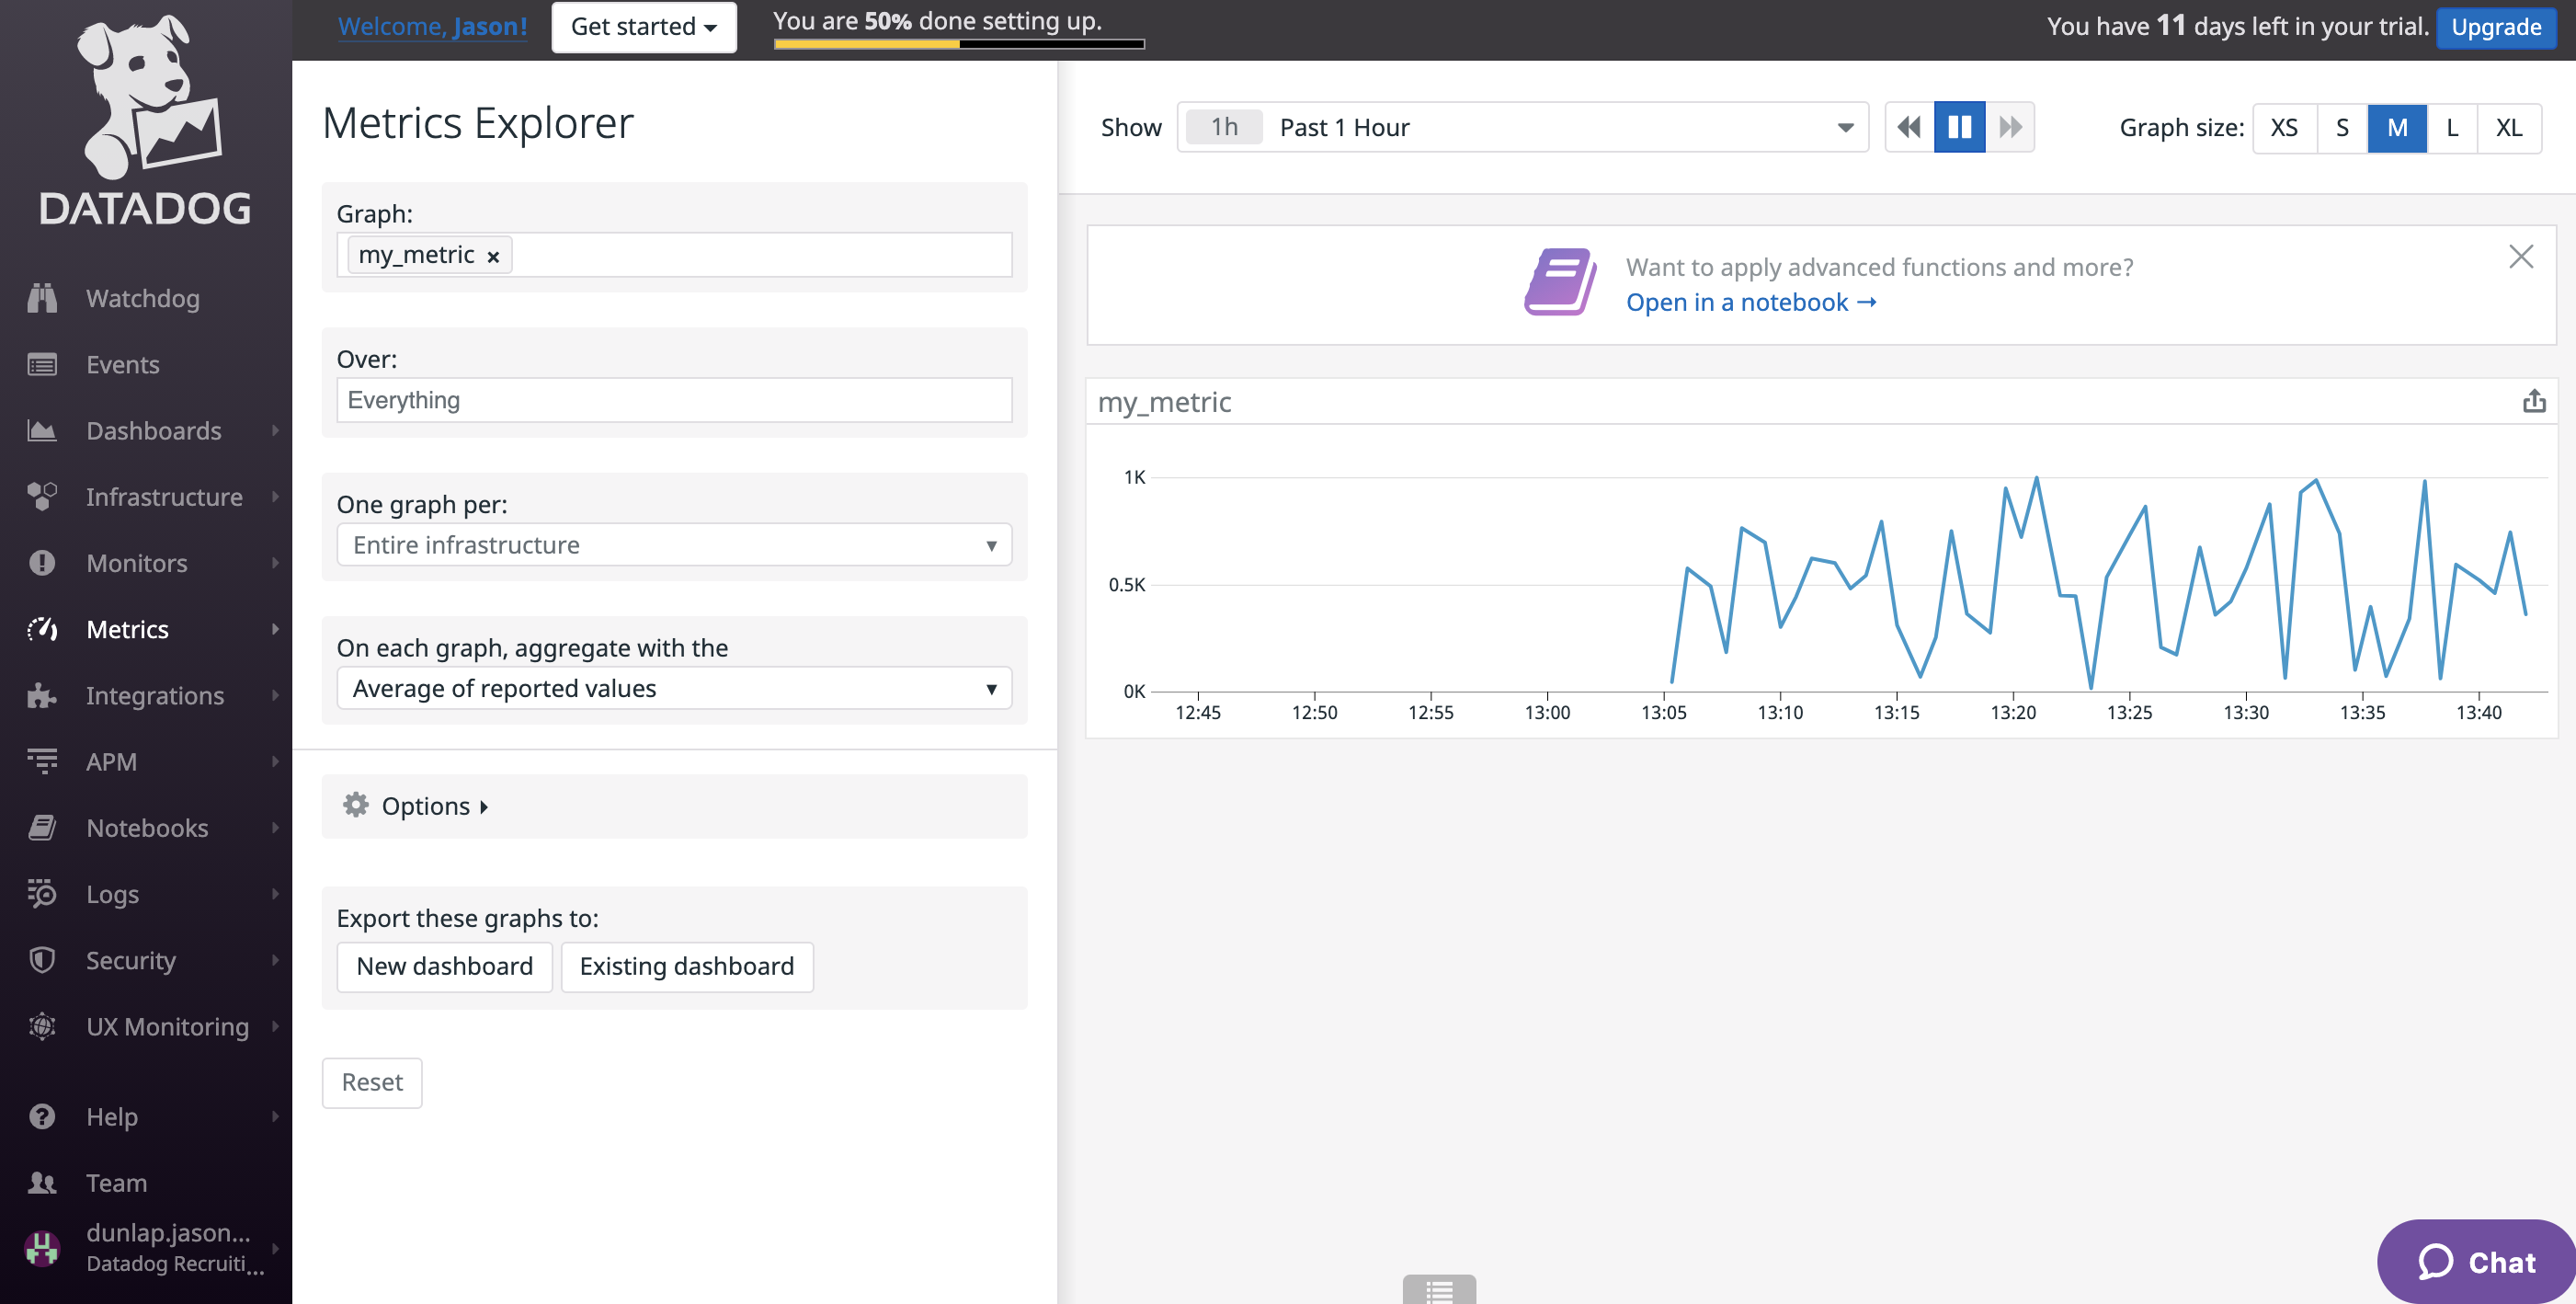 DATADOG
Watchdog
Events
Dashboards
Infrastructure
Monitors
Metrics
Integrations
APM
Notebooks
Logs
Security
UX Monitoring
Help
Team
dunlap.jason...
Datadog Recruiti...
Welcome, Jason!
Get started
You are 50% done setting up.
You have 11 days left in your trial.
Upgrade
Metrics Explorer
Graph:
my_metric ×
Over:
Everything
One graph per:
Entire infrastructure
On each graph, aggregate with the
Average of reported values
Options
Export these graphs to:
New dashboard
Existing dashboard
Reset
Show
1h Past 1 Hour
Graph size:
XS S M L XL
Want to apply advanced functions and more?
Open in a notebook →
my_metric
1K
0.5K
0K
12:45 12:50 12:55 13:00 13:05 13:10 13:15 13:20 13:25 13:30 13:35 13:40
Chat